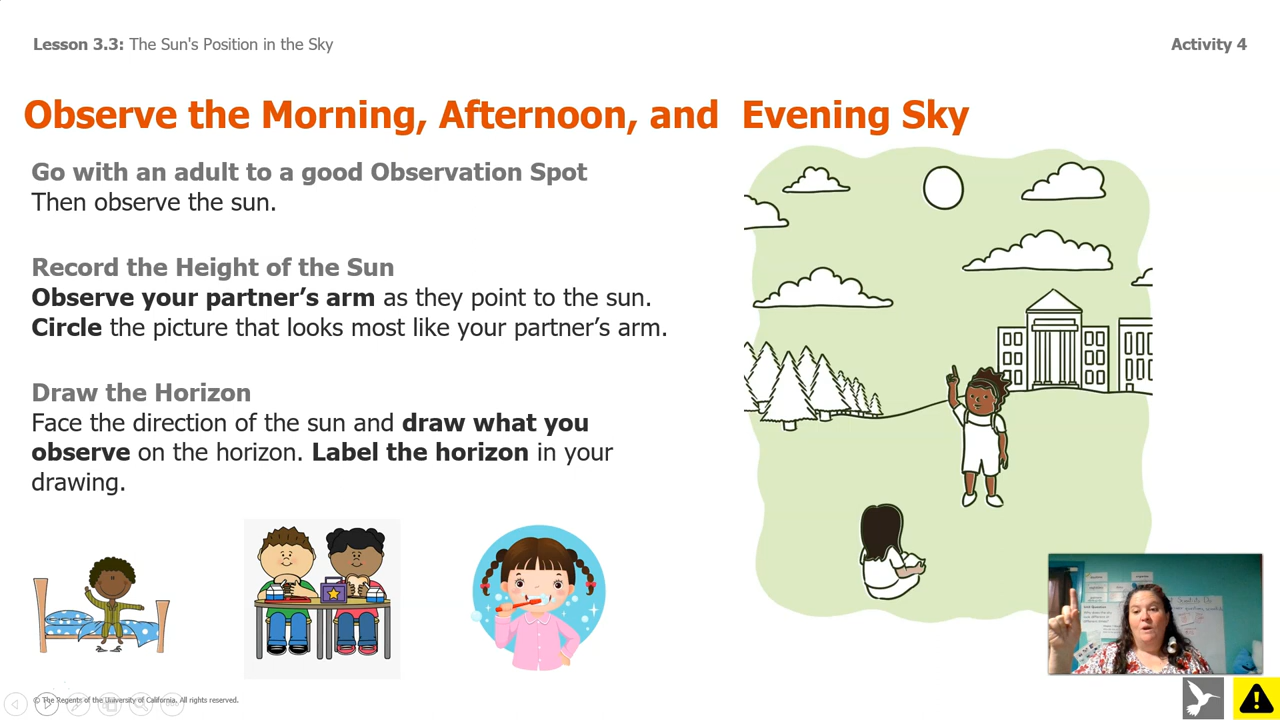 Lesson 3.3: The Sun's Position in the Sky
Activity 4
Observe the Morning, Afternoon, and Evening Sky
Go with an adult to a good Observation Spot
Then observe the sun.
Record the Height of the Sun
Observe your partner’s arm as they point to the sun.
Circle the picture that looks most like your partner’s arm.
Draw the Horizon
Face the direction of the sun and draw what you
observe on the horizon. Label the horizon in your
drawing.
© The Regents of the University of California. All rights reserved.